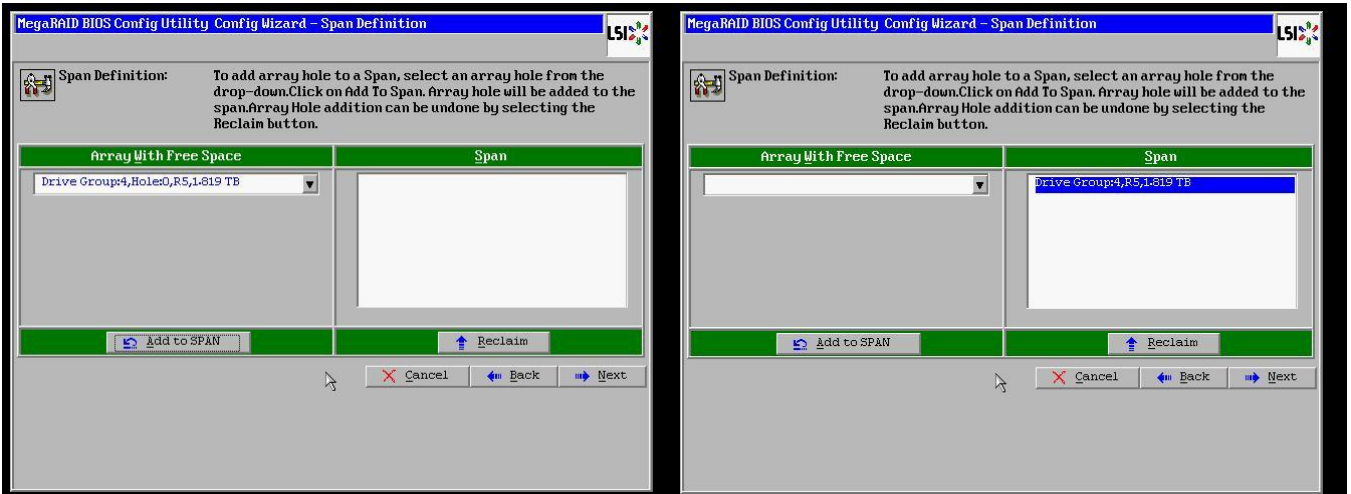 MegaRAID BIOS Config Utility Config Wizard – Span Definition
LSI
Span Definition:
To add array hole to a Span, select an array hole from the
drop-down.Click on Add To Span. Array hole will be added to the
span.Array Hole addition can be undone by selecting the
Reclaim button.
Array With Free Space
Span
Drive Group:4,Hole:0,R5,1.819 TB
Add to SPAN
Reclaim
Cancel
Back
Next
MegaRAID BIOS Config Utility Config Wizard – Span Definition
LSI
Span Definition:
To add array hole to a Span, select an array hole from the
drop-down.Click on Add To Span. Array hole will be added to the
span.Array Hole addition can be undone by selecting the
Reclaim button.
Array With Free Space
Span
Drive Group:4,R5,1.819 TB
Add to SPAN
Reclaim
Cancel
Back
Next